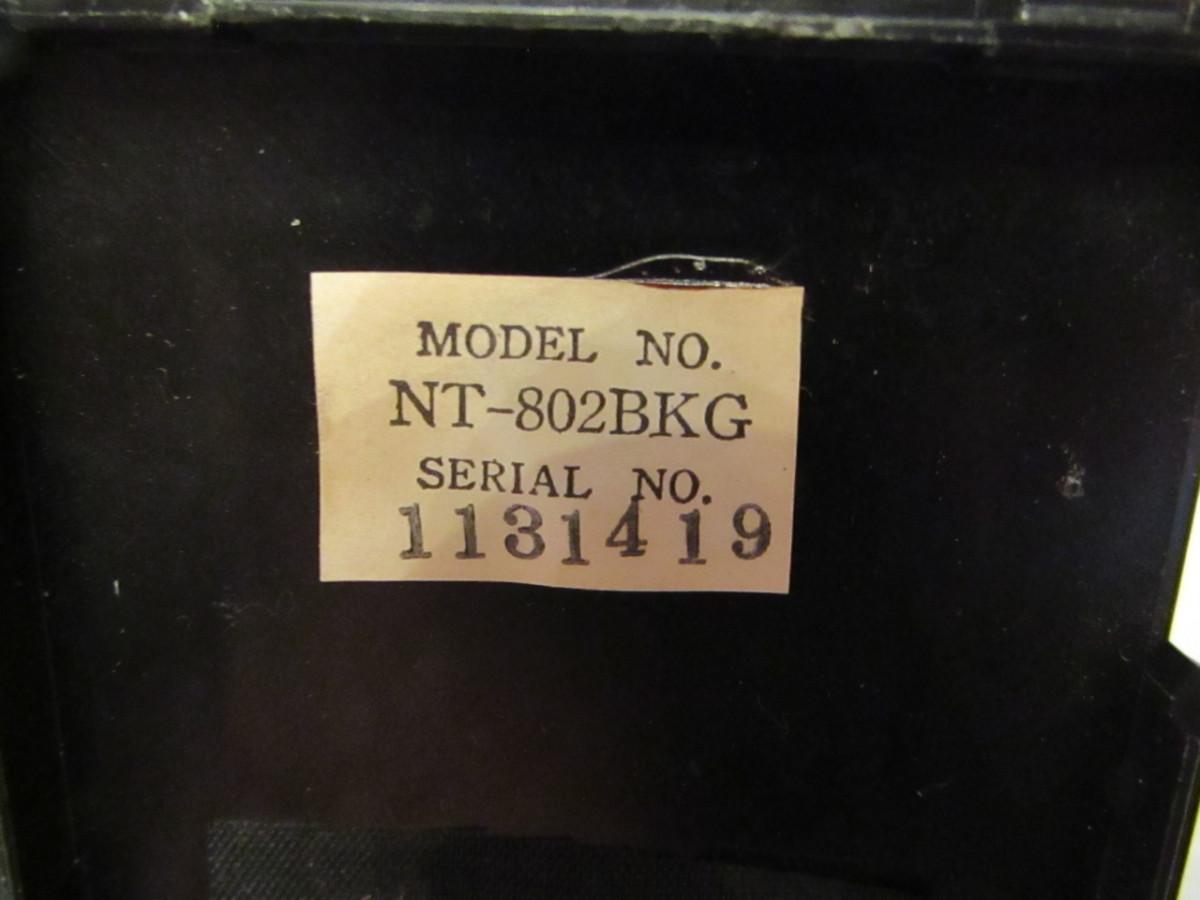 MODEL NO.
NT-802BKG
SERIAL NO.
1131419